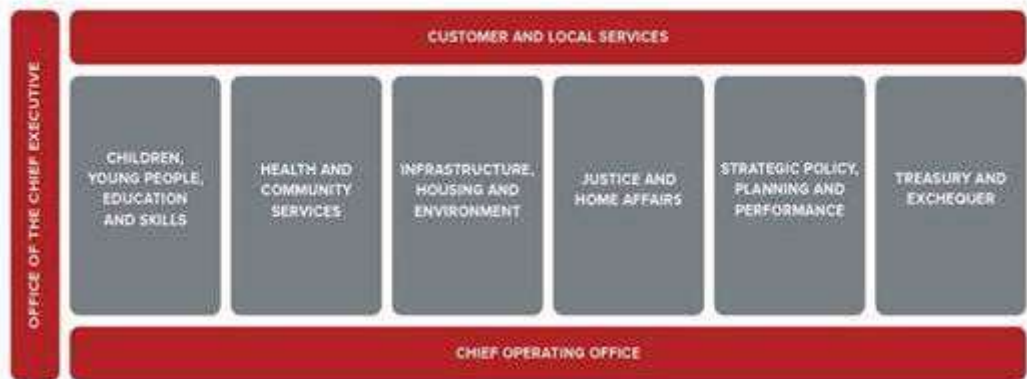 OFFICE OF THE CHIEF EXECUTIVE
CUSTOMER AND LOCAL SERVICES
CHILDREN,
YOUNG PEOPLE,
EDUCATION
AND SKILLS
HEALTH AND
COMMUNITY
SERVICES
INFRASTRUCTURE,
HOUSING AND
ENVIRONMENT
JUSTICE AND
HOME AFFAIRS
STRATEGIC POLICY,
PLANNING AND
PERFORMANCE
TREASURY AND
EXCHEQUER
CHIEF OPERATING OFFICE